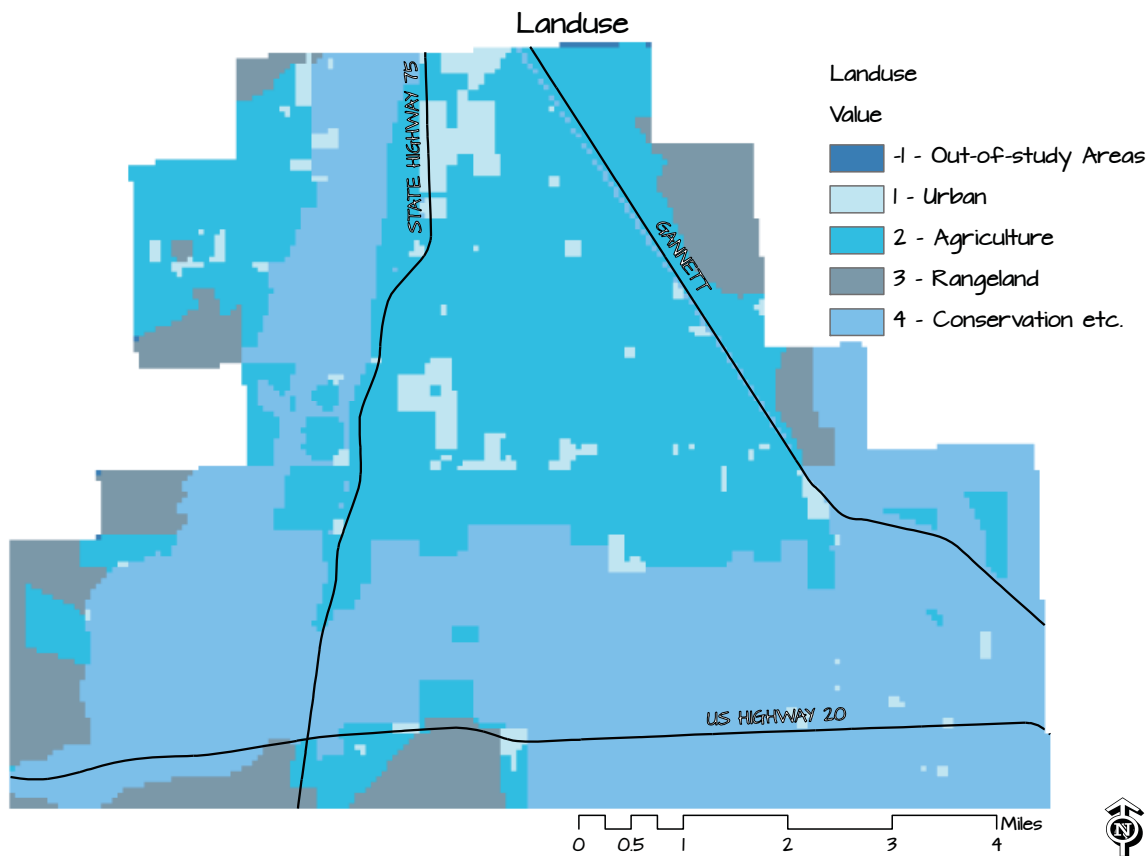 Landuse
STATE HIGHWAY 75
GANNETT
US HIGHWAY 20
Landuse
Value
-1 - Out-of-study Areas
1 - Urban
2 - Agriculture
3 - Rangeland
4 - Conservation etc.
Miles
0 0.5 1 2 3 4
N